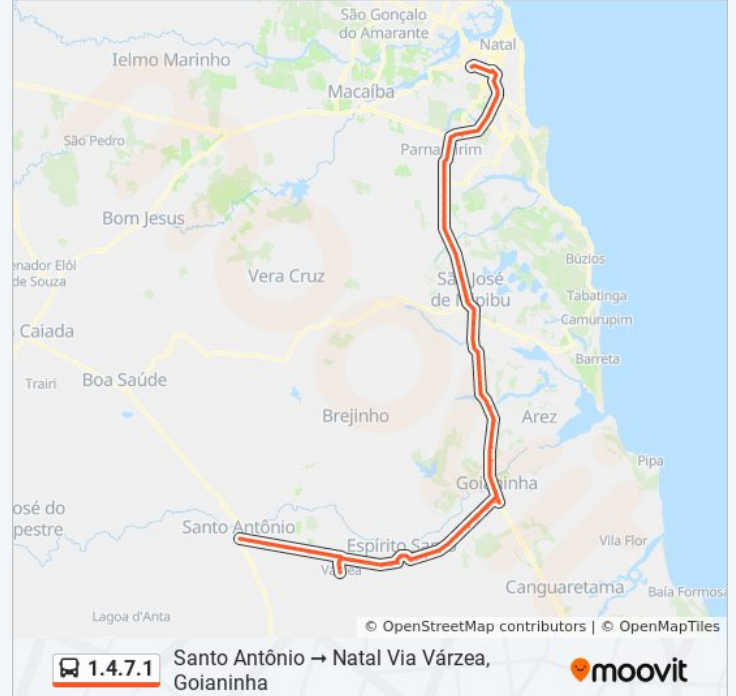 São Gonçalo
do Amarante
Natal
Ielmo Marinho
Macaíba
São Pedro
Parnamirim
Bom Jesus
enador Elói
de Souza
Vera Cruz
Búzios
São José
de Mipibu
Tabatinga
Caiada
Camurupim
Barreta
Trairi
Boa Saúde
Brejinho
Arez
Pipa
Goianinha
osé do
pestre
Santo Antônio
Espírito Santo
Vila Flor
Várzea
Canguaretama
Baía Formosa
Lagoa d'Anta
© OpenStreetMap contributors | © OpenMapTiles
1.4.7.1
Santo Antônio → Natal Via Várzea,
Goianinha
moovit